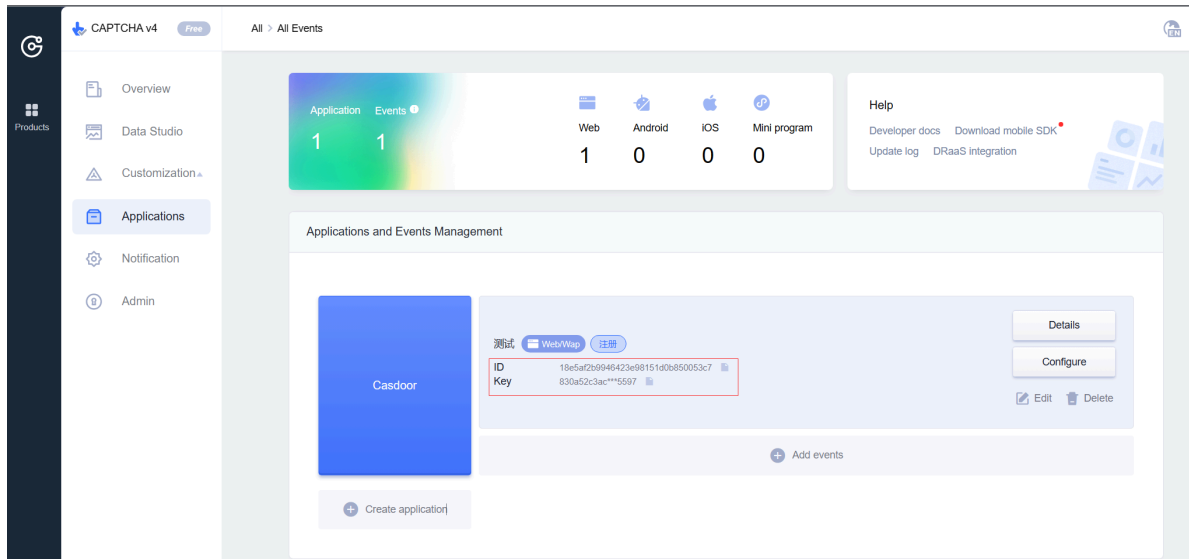 CAPTCHA v4 Free
All > All Events
EN
Products
Overview
Data Studio
Customization
Applications
Notification
Admin
Application Events
1 1
Web Android iOS Mini program
1 0 0 0
Help
Developer docs Download mobile SDK
Update log DRaaS integration
Applications and Events Management
Casdoor
测试 Web/Wap 注册
ID 18e5af2b9946423e98151d0b850053c7
Key 830a52c3ac***5597
Details
Configure
Edit Delete
Add events
Create application